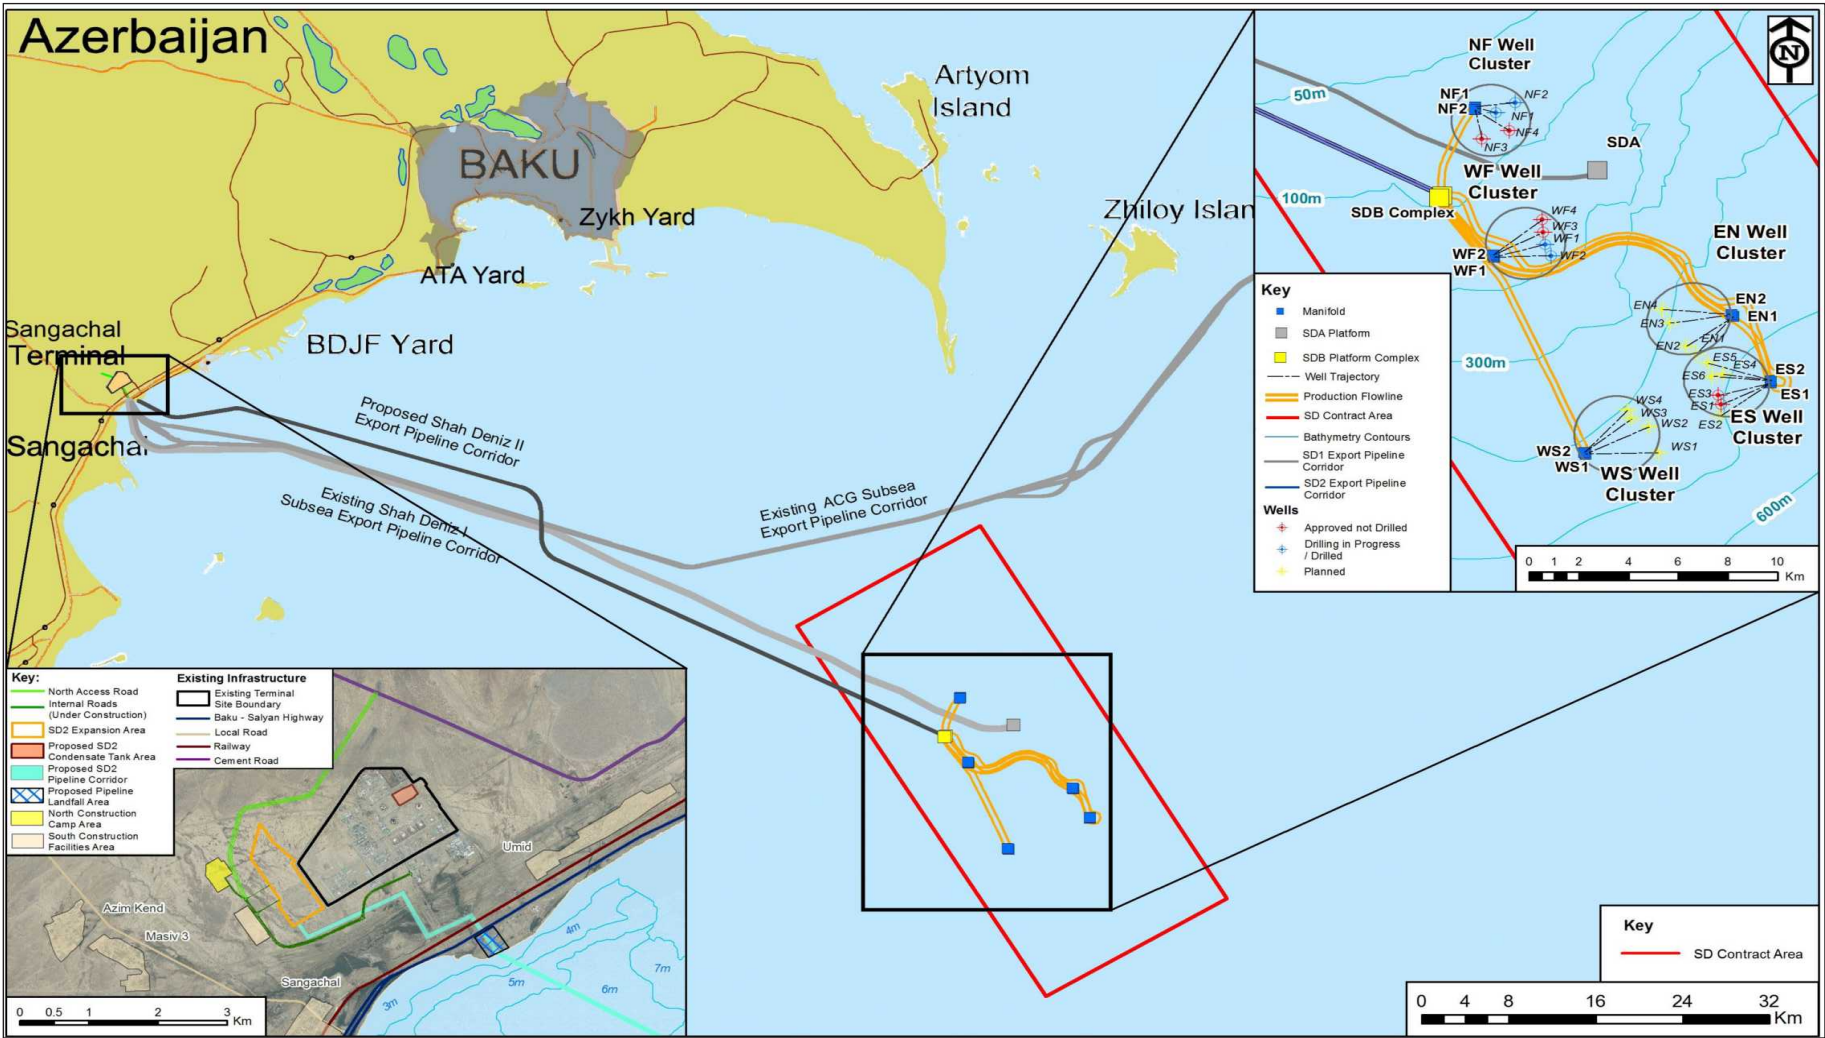 Azerbaijan
BAKU
Artyom
Island
Zykh Yard
Zhiloy Islan
ATA Yard
BDJF Yard
Sangachal
Terminal
Sangachal
Proposed Shah Deniz II
Export Pipeline Corridor
Existing Shah Deniz I
Subsea Export Pipeline Corridor
Existing ACG Subsea
Export Pipeline Corridor
N
NF Well
Cluster
50m
NF1
NF2
NF2
NF1
NF4
NF3
SDA
WF Well
Cluster
100m
SDB Complex
WF4
WF3
WF1
WF2
WF2
WF1
EN Well
Cluster
EN2
EN1
EN4
EN3
EN2
EN1
300m
ES5
ES4
ES6
ES3
ES1
ES2
ES2
ES1
ES Well
Cluster
WS4
WS3
WS2
WS1
WS2
WS1
WS Well
Cluster
600m
Key
Manifold
SDA Platform
SDB Platform Complex
Well Trajectory
Production Flowline
SD Contract Area
Bathymetry Contours
SD1 Export Pipeline
Corridor
SD2 Export Pipeline
Corridor
Wells
Approved not Drilled
Drilling in Progress
/ Drilled
Planned
0 1 2 4 6 8 10
Km
Key:
North Access Road
Internal Roads
(Under Construction)
SD2 Expansion Area
Proposed SD2
Condensate Tank Area
Proposed SD2
Pipeline Corridor
Proposed Pipeline
Landfall Area
North Construction
Camp Area
South Construction
Facilities Area
Existing Infrastructure
Existing Terminal
Site Boundary
Baku - Salyan Highway
Local Road
Railway
Cement Road
Umid
Azim Kend
Masiv 3
Sangachal
3m
4m
5m
6m
7m
0 0.5 1 2 3
Km
Key
SD Contract Area
0 4 8 16 24 32
Km